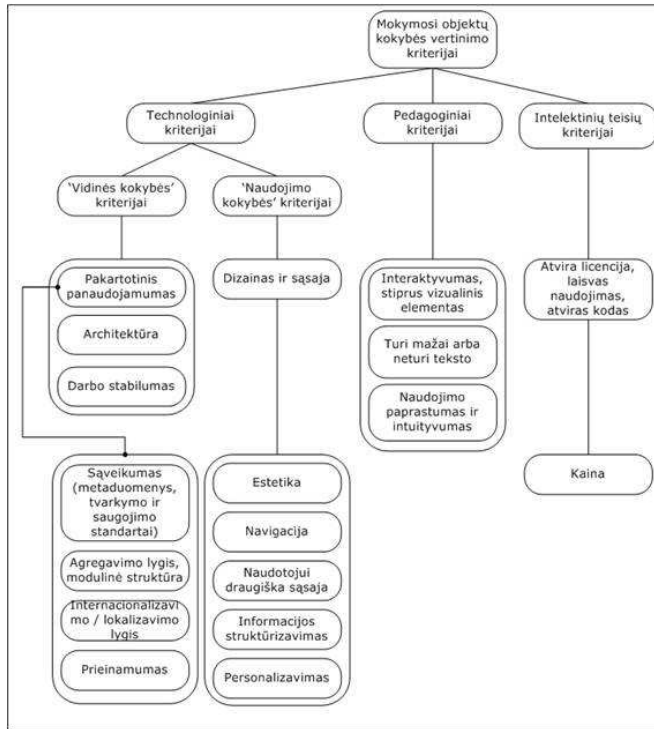 Mokymosi objektų
kokybės vertinimo
kriterijai
Technologiniai
kriterijai
Pedagoginiai
kriterijai
Intelektinių teisių
kriterijai
‘Vidinės kokybės’
kriterijai
‘Naudojimo
kokybės’ kriterijai
Pakartotinis
panaudojamumas
Architektūra
Darbo stabilumas
Dizainas ir sąsaja
Interaktyvumas,
stiprus vizualinis
elementas
Turi mažai arba
neturi teksto
Naudojimo
paprastumas ir
intuityvumas
Atvira licencija,
laisvas
naudojimas,
atviras kodas
Sąveikumas
(metaduomenys,
tvarkymo ir
saugojimo
standartai)
Agregavimo lygis,
modulinė struktūra
Internacionalizavi
mo / lokalizavimo
lygis
Prieinamumas
Estetika
Navigacija
Naudotojui
draugiška sąsaja
Informacijos
struktūrizavimas
Personalizavimas
Kaina